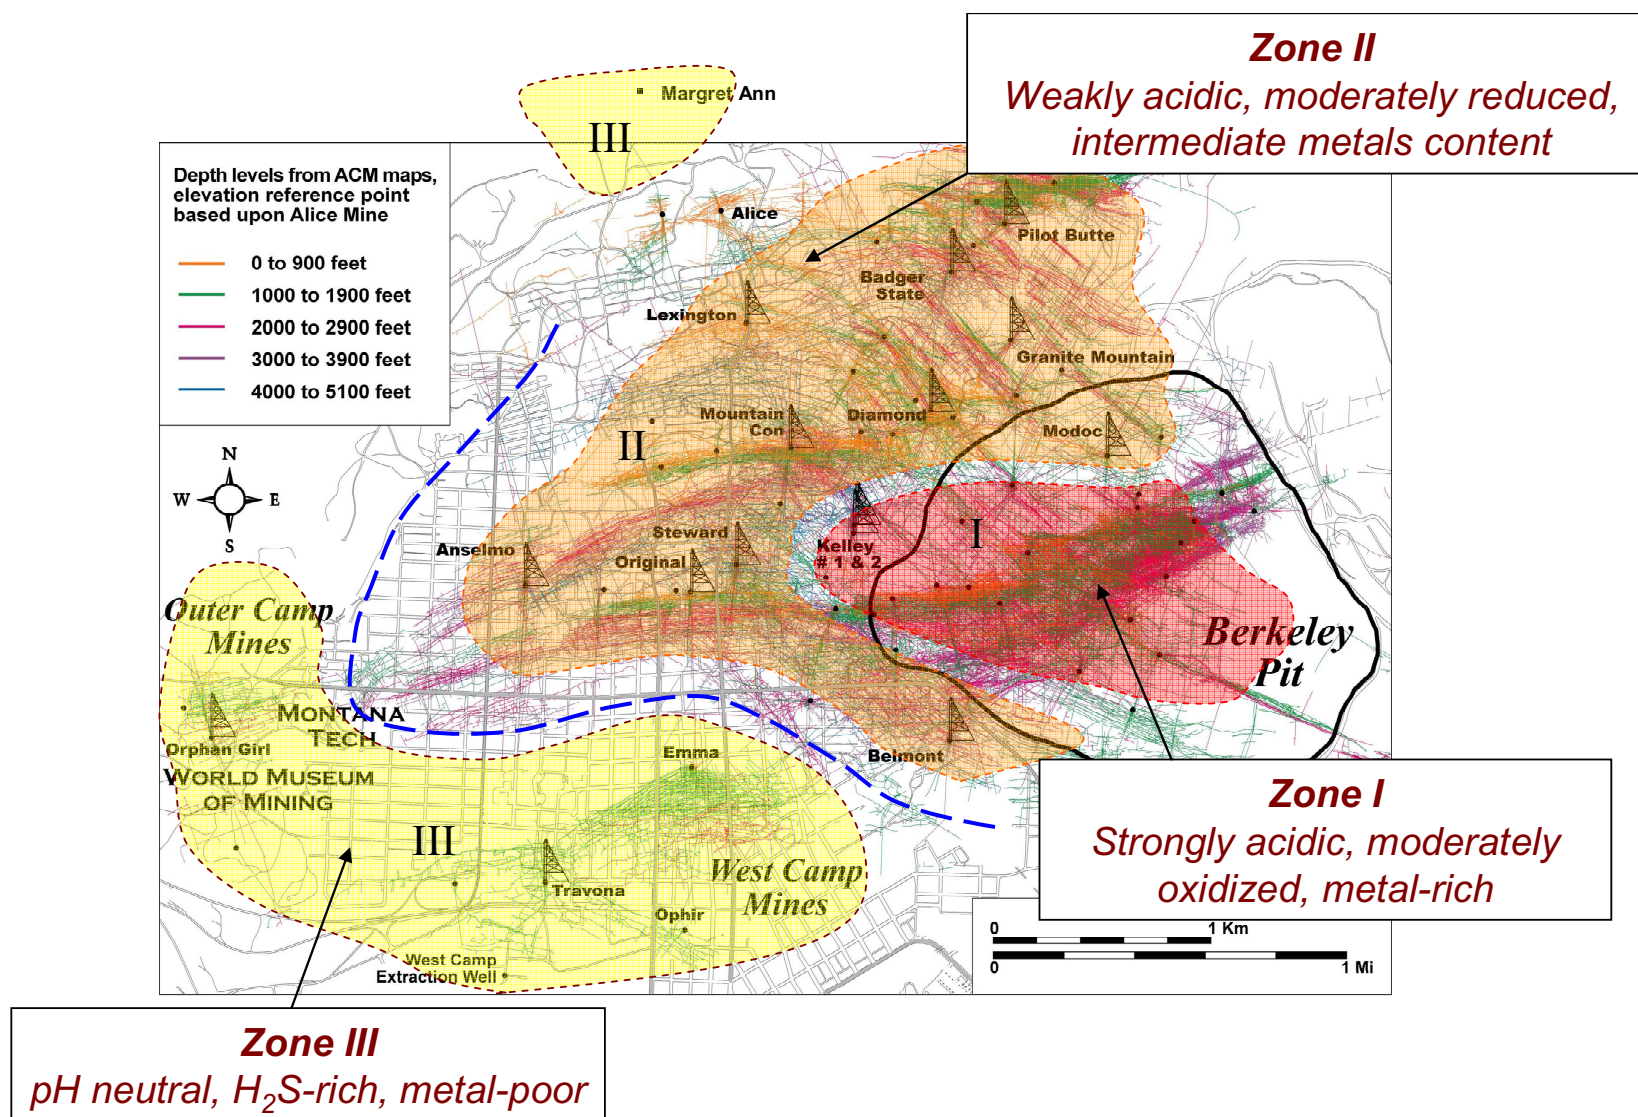 Zone II
Weakly acidic, moderately reduced,
intermediate metals content
Margret Ann
III
Depth levels from ACM maps,
elevation reference point
based upon Alice Mine
0 to 900 feet
1000 to 1900 feet
2000 to 2900 feet
3000 to 3900 feet
4000 to 5100 feet
Alice
Pilot Butte
Badger
State
Lexington
Granite Mountain
Mountain
Con
Diamond
Modoc
II
N
W E
S
Steward
Anselmo
Original
Kelley
# 1 & 2
I
Outer Camp
Mines
Berkeley
Pit
Montana
Tech
Orphan Girl
World Museum
of Mining
Emma
Belmont
III
Travona
West Camp
Mines
Ophir
West Camp
Extraction Well
Zone I
Strongly acidic, moderately
oxidized, metal-rich
0 1 Km
0 1 Mi
Zone III
pH neutral, H₂S-rich, metal-poor